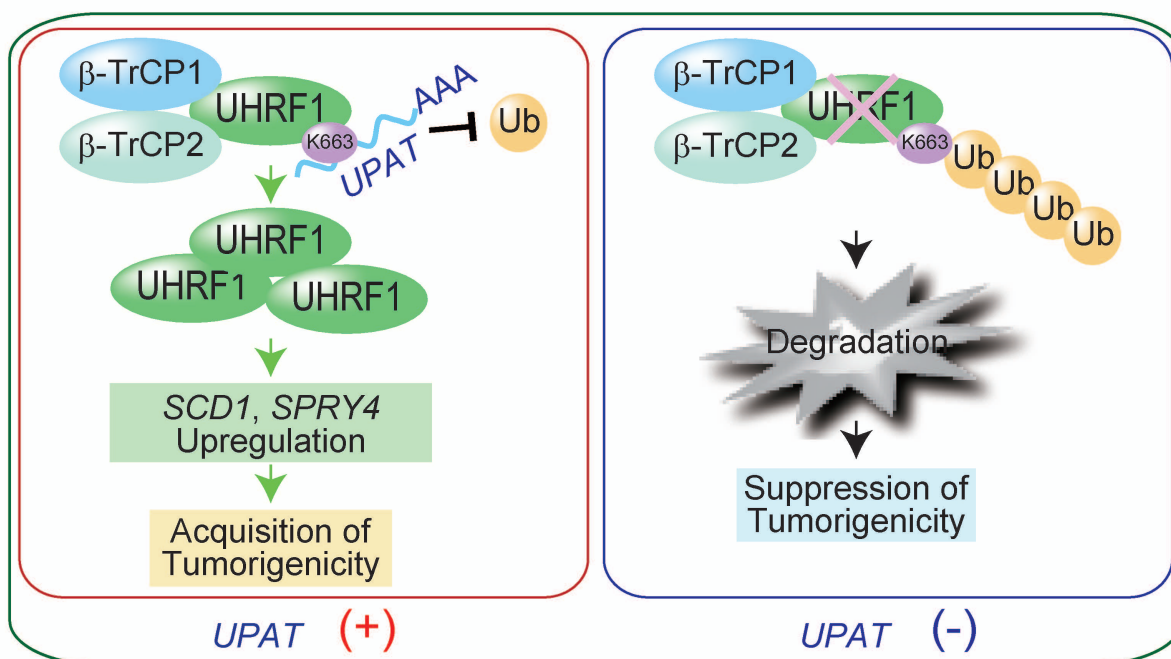 β-TrCP1
β-TrCP2
UHRF1
K663
AAA
UPAT
Ub
UHRF1
UHRF1
UHRF1
SCD1, SPRY4
Upregulation
Acquisition of
Tumorigenicity
UPAT (+)
β-TrCP1
β-TrCP2
UHRF1
K663
Ub
Ub
Ub
Ub
Degradation
Suppression of
Tumorigenicity
UPAT (-)